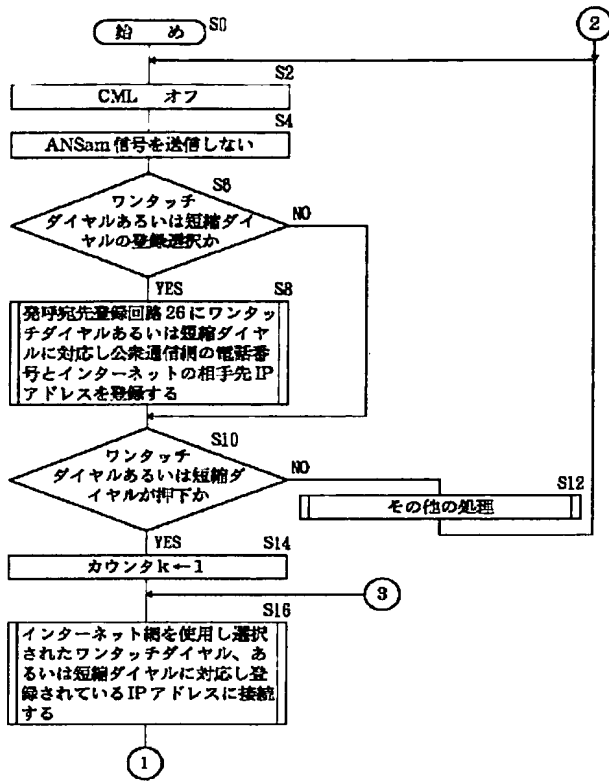 始 め
S0
2
S2
CML オフ
S4
ANSam信号を送信しない
S6
ワンタッチ
ダイヤルあるいは短縮ダイ
ヤルの登録選択か
NO
YES
S8
発呼宛先登録回路26にワンタッ
チダイヤルあるいは短縮ダイヤ
ルに対応し公衆通信網の電話番
号とインターネットの相手先IP
アドレスを登録する
S10
ワンタッチ
ダイヤルあるいは短縮ダ
イヤルが押下か
NO
S12
その他の処理
YES
S14
カウンタk←1
3
S16
インターネット網を使用し選択
されたワンタッチダイヤル、あ
るいは短縮ダイヤルに対応し登
録されているIPアドレスに接続
する
1